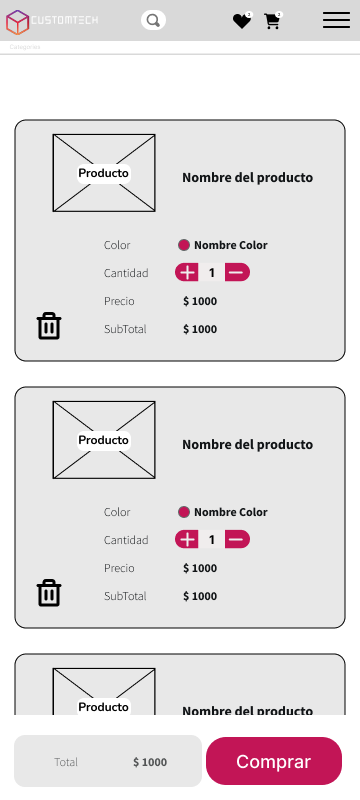 CUSTOMTECH
Categorias
Producto
Nombre del producto
Color
Nombre Color
Cantidad
1
Precio
$ 1000
SubTotal
$ 1000
Producto
Nombre del producto
Color
Nombre Color
Cantidad
1
Precio
$ 1000
SubTotal
$ 1000
Producto
Nombre del producto
Total
$ 1000
Comprar